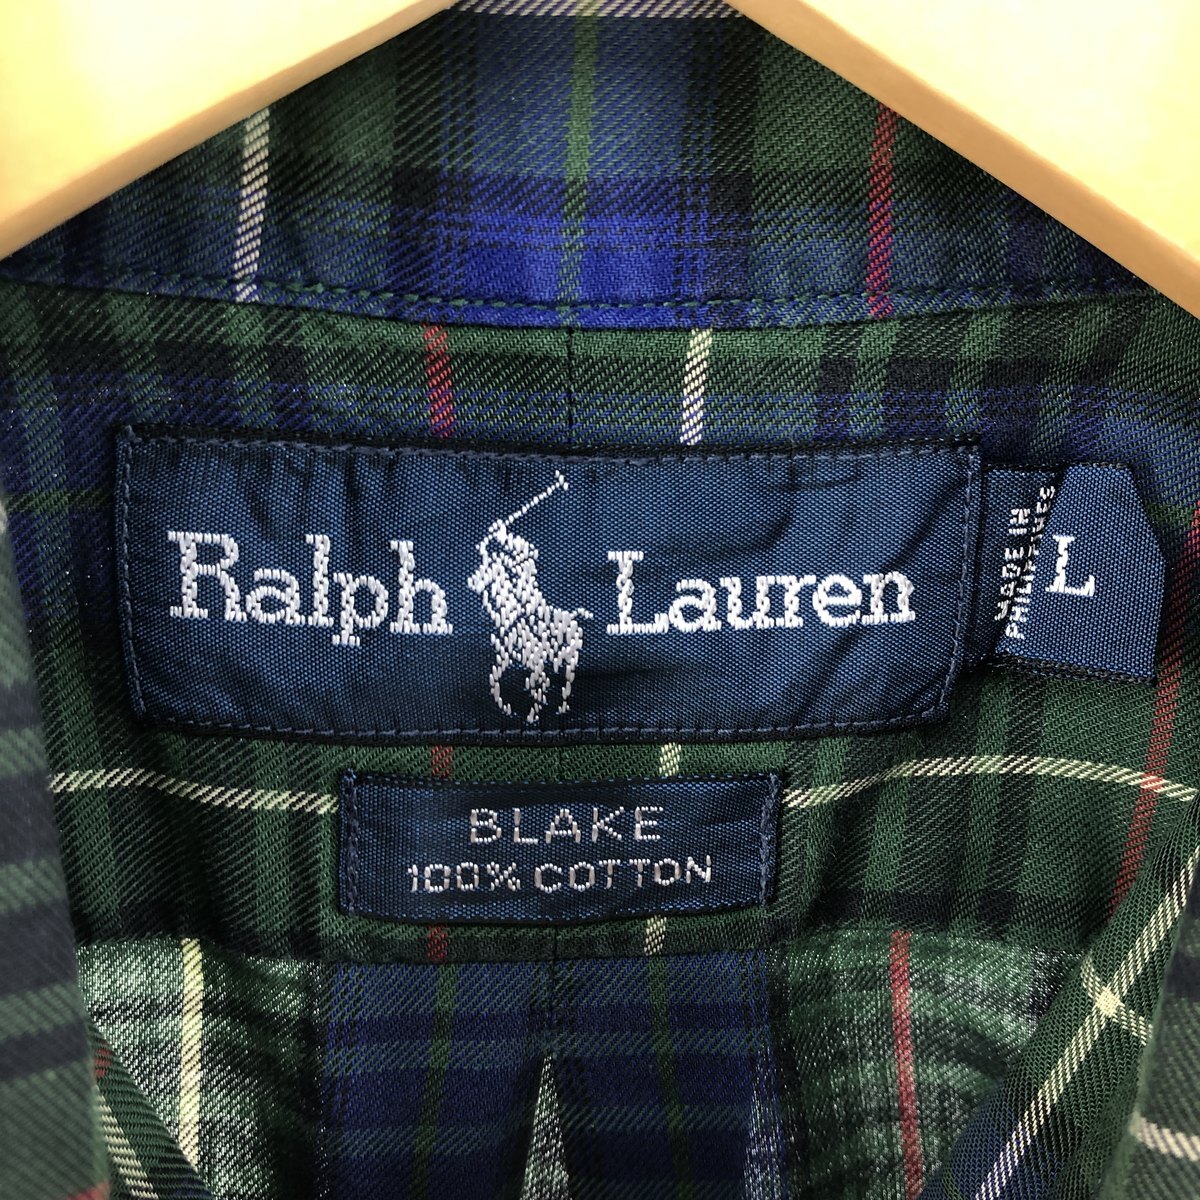 Ralph Lauren
MADE IN
PHILIPPINES
L
BLAKE
100% COTTON